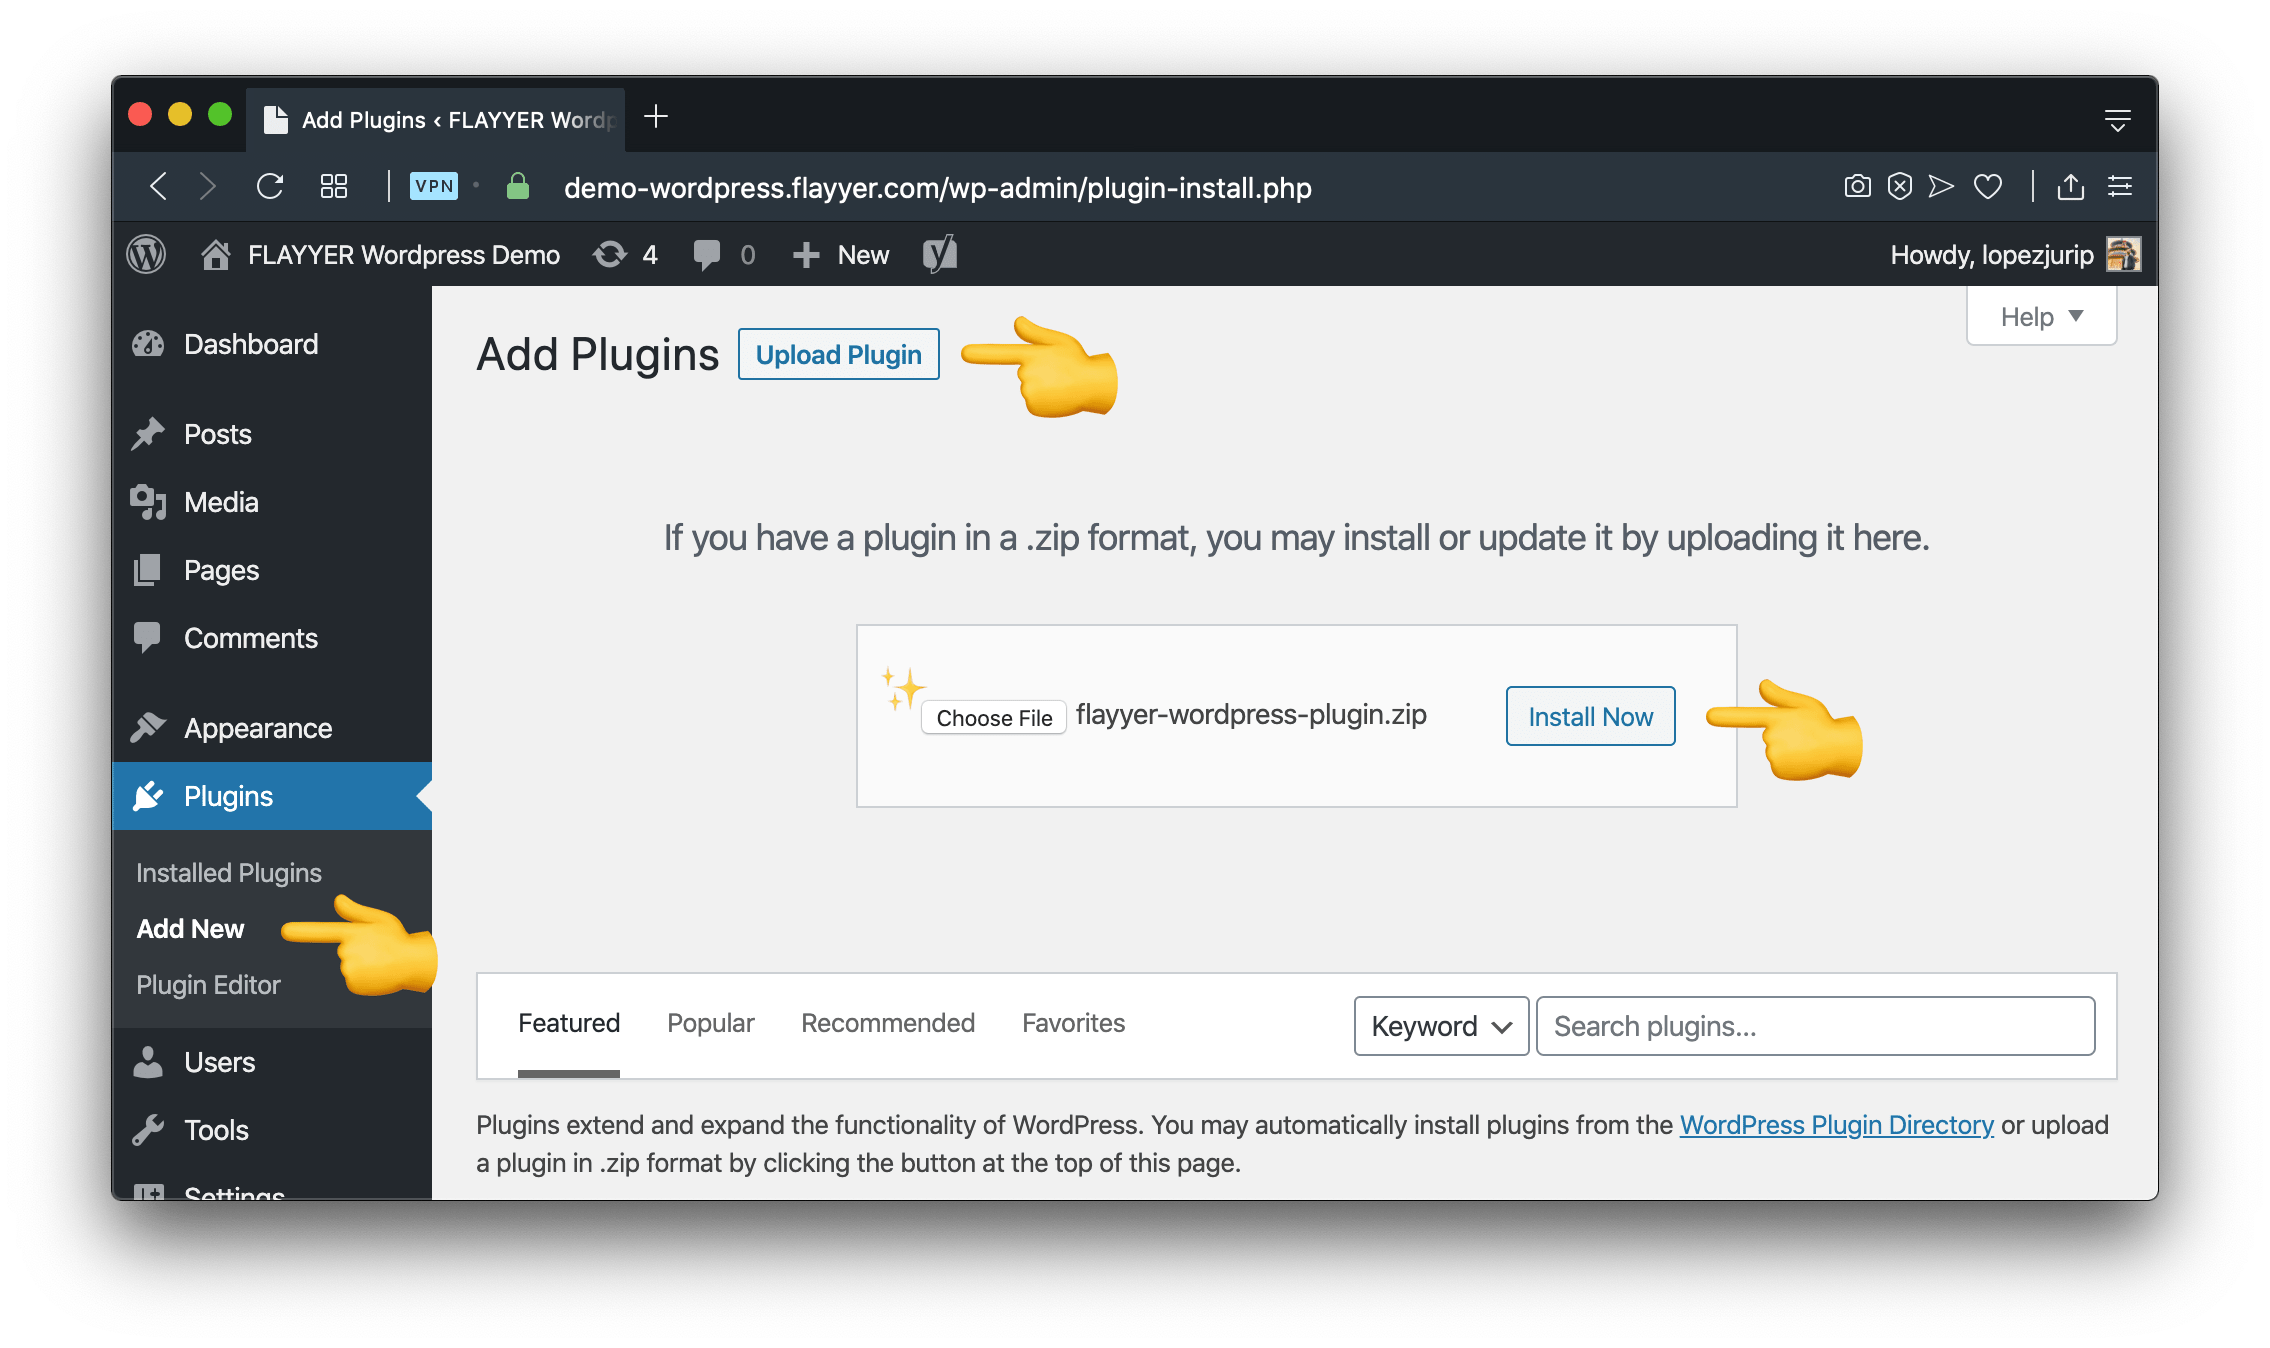 Add Plugins ‹ FLAYYER Wordp
VPN
demo-wordpress.flayyer.com/wp-admin/plugin-install.php
FLAYYER Wordpress Demo 4 0 New
Howdy, lopezjurip
Help
Dashboard
Posts
Media
Pages
Comments
Appearance
Plugins
Installed Plugins
Add New
Plugin Editor
Users
Tools
Settings
Add Plugins
Upload Plugin
If you have a plugin in a .zip format, you may install or update it by uploading it here.
Choose File flayyer-wordpress-plugin.zip
Install Now
Featured Popular Recommended Favorites
Keyword
Search plugins...
Plugins extend and expand the functionality of WordPress. You may automatically install plugins from the WordPress Plugin Directory or upload
a plugin in .zip format by clicking the button at the top of this page.